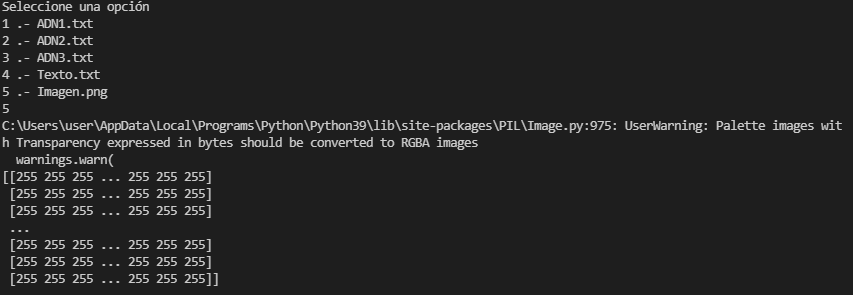 Seleccione una opción
1 .- ADN1.txt
2 .- ADN2.txt
3 .- ADN3.txt
4 .- Texto.txt
5 .- Imagen.png
5
C:\Users\user\AppData\Local\Programs\Python\Python39\lib\site-packages\PIL\Image.py:975: UserWarning: Palette images wit
h Transparency expressed in bytes should be converted to RGBA images
  warnings.warn(
[[255 255 255 ... 255 255 255]
 [255 255 255 ... 255 255 255]
 [255 255 255 ... 255 255 255]
 ...
 [255 255 255 ... 255 255 255]
 [255 255 255 ... 255 255 255]
 [255 255 255 ... 255 255 255]]